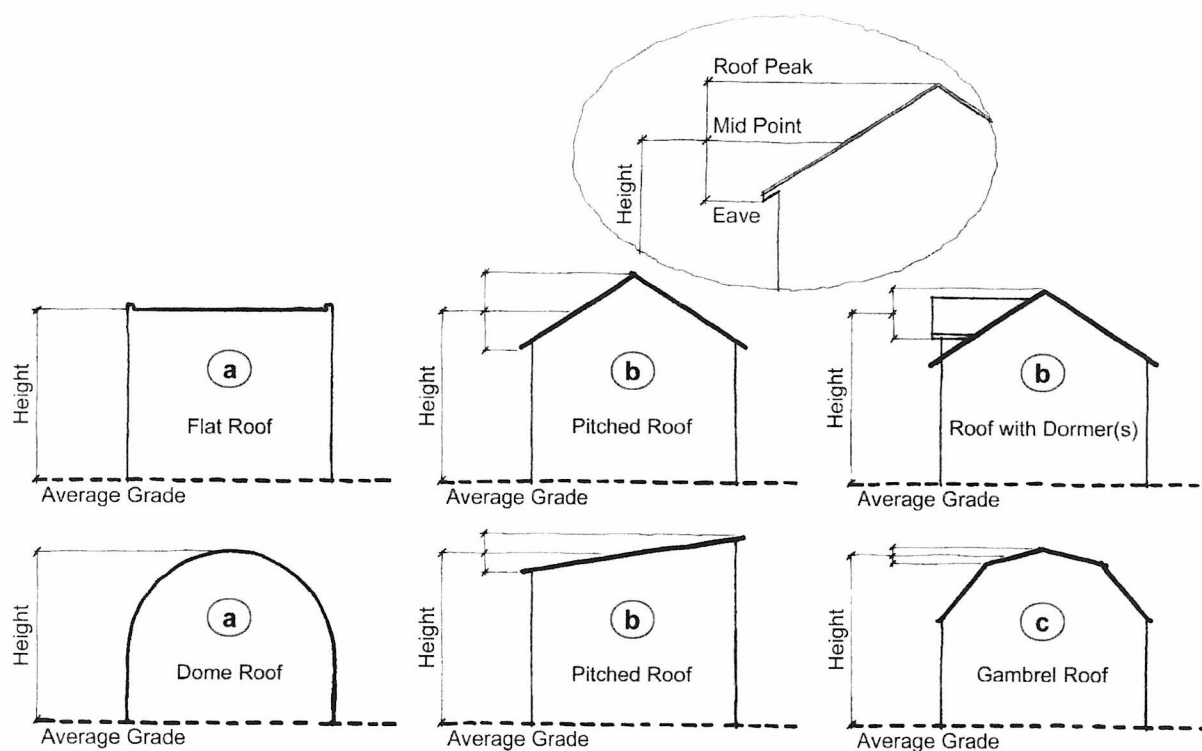 Roof Peak
Mid Point
Height
Eave
Height
a
Flat Roof
Average Grade
Height
b
Pitched Roof
Average Grade
Height
b
Roof with Dormer(s)
Average Grade
Height
a
Dome Roof
Average Grade
Height
b
Pitched Roof
Average Grade
Height
c
Gambrel Roof
Average Grade